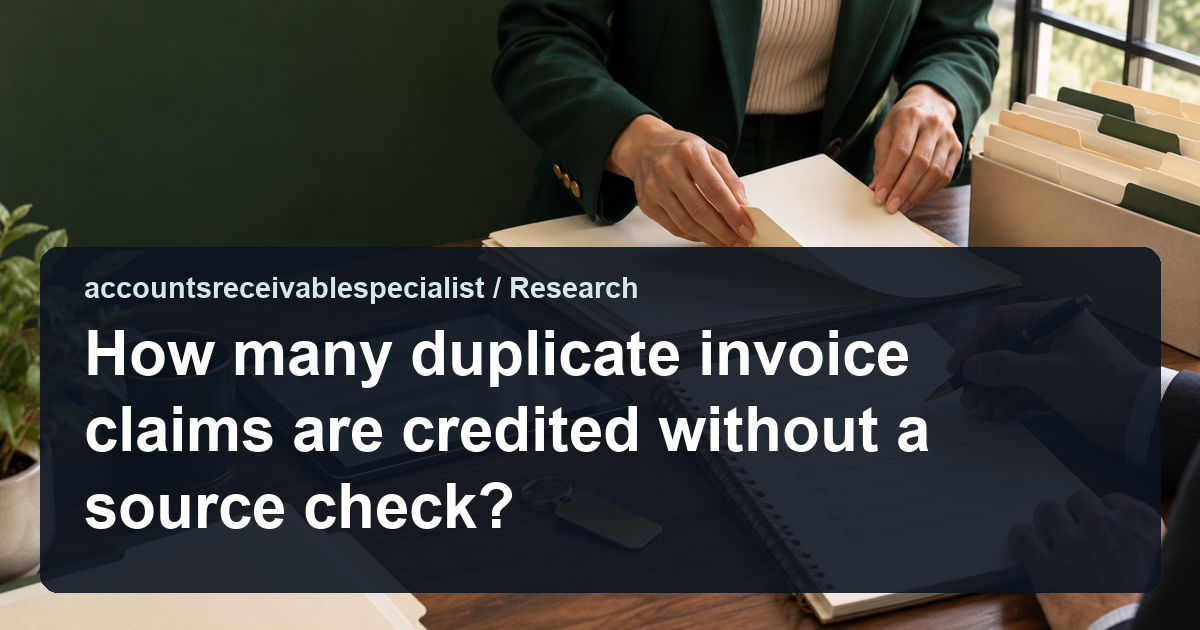 accountsreceivablespecialist / Research
How many duplicate invoice
claims are credited without a
source check?